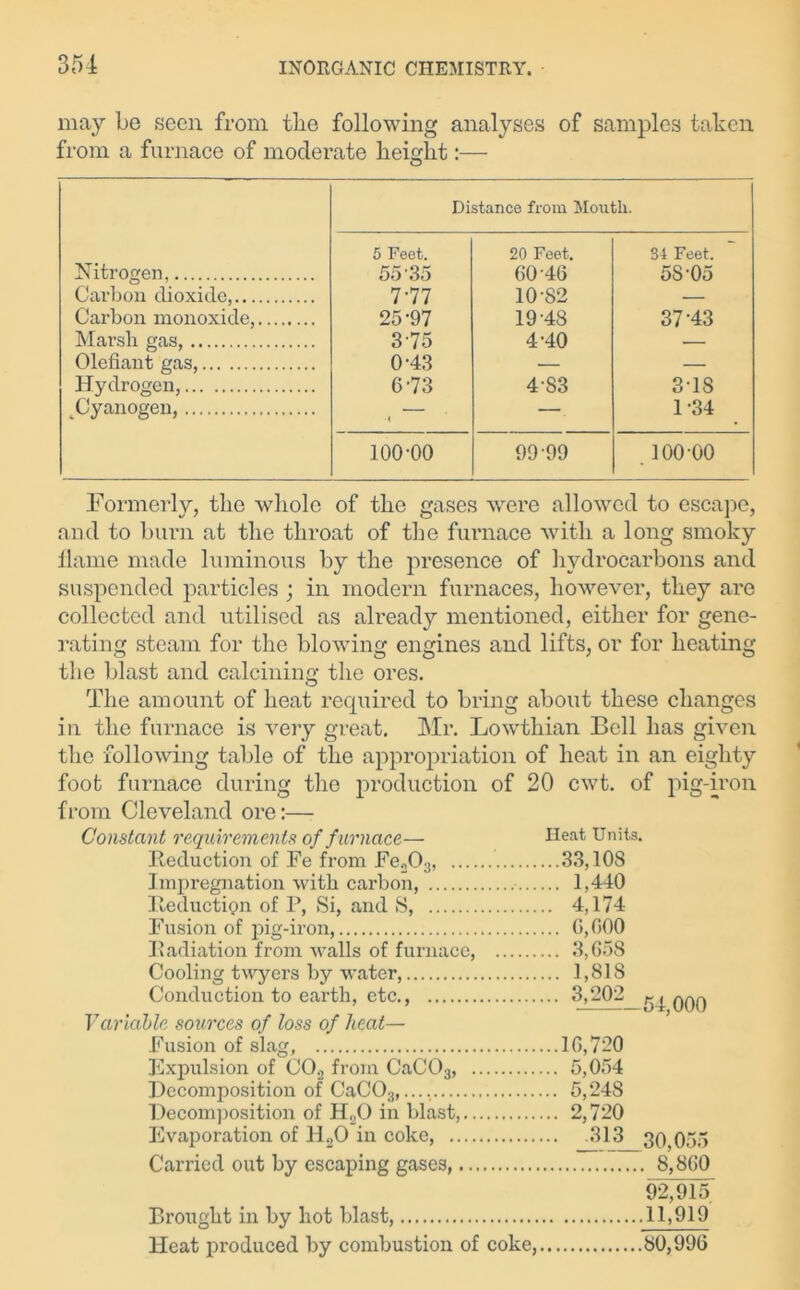 354 INORGANIC CHEMISTRY.
may be seen from the following analyses of samples taken
from a furnace of moderate height:—
Distance from Mouth.
5 Feet. 20 Feet. 34 Feet.
Nitrogen, 55·35 60·46 58·05
Carbon dioxide, 7·77 10·82 —
Carbon monoxide, 25·97 19·48 37·43
Marsh gas, 3·75 4·40 —
Olefiant gas, 0·43 — —
Hydrogen, 6·73 4·83 3·18
Cyanogen, — — 1·34
100·00 99·99 100·00
Formerly, the whole of the gases were allowed to escape,
and to burn at the throat of the furnace with a long smoky
flame made luminous by the presence of hydrocarbons and
suspended particles; in modern furnaces, however, they are
collected and utilised as already mentioned, either for gene-
rating steam for the blowing engines and lifts, or for heating
the blast and calcining the ores.
The amount of heat required to bring about these changes
in the furnace is very great. Mr. Lowthian Bell has given
the following table of the appropriation of heat in an eighty
foot furnace during the production of 20 cwt. of pig-iron
from Cleveland ore:—
Constant requirements of furnace— Heat Units.
Reduction of Fe from Fe₂O₃, 33,108
Impregnation with carbon, 1,440
Reduction of P, Si, and S, 4,174
Fusion of pig-iron, 6,600
Radiation from walls of furnace, 3,658
Cooling twyers by water, 1,818
Conduction to earth, etc., 3,202 54,000
Variable sources of loss of heat—
Fusion of slag, 16,720
Expulsion of CO₂ from CaCO₃, 5,054
Decomposition of CaCO₃, 5,248
Decomposition of H₂O in blast, 2,720
Evaporation of H₂O in coke, 313 30,055
Carried out by escaping gases, 8,860
92,915
Brought in by hot blast, 11,919
Heat produced by combustion of coke, 80,996